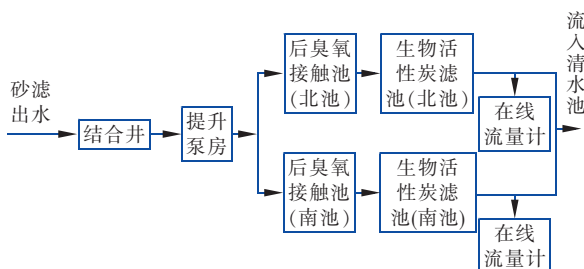 砂滤
出水
结合井
提升
泵房
后臭氧
接触池
(北池)
生物活
性炭滤
池(北池)
在线
流量计
后臭氧
接触池
(南池)
生物活
性炭滤
池(南池)
在线
流量计
流入清水池